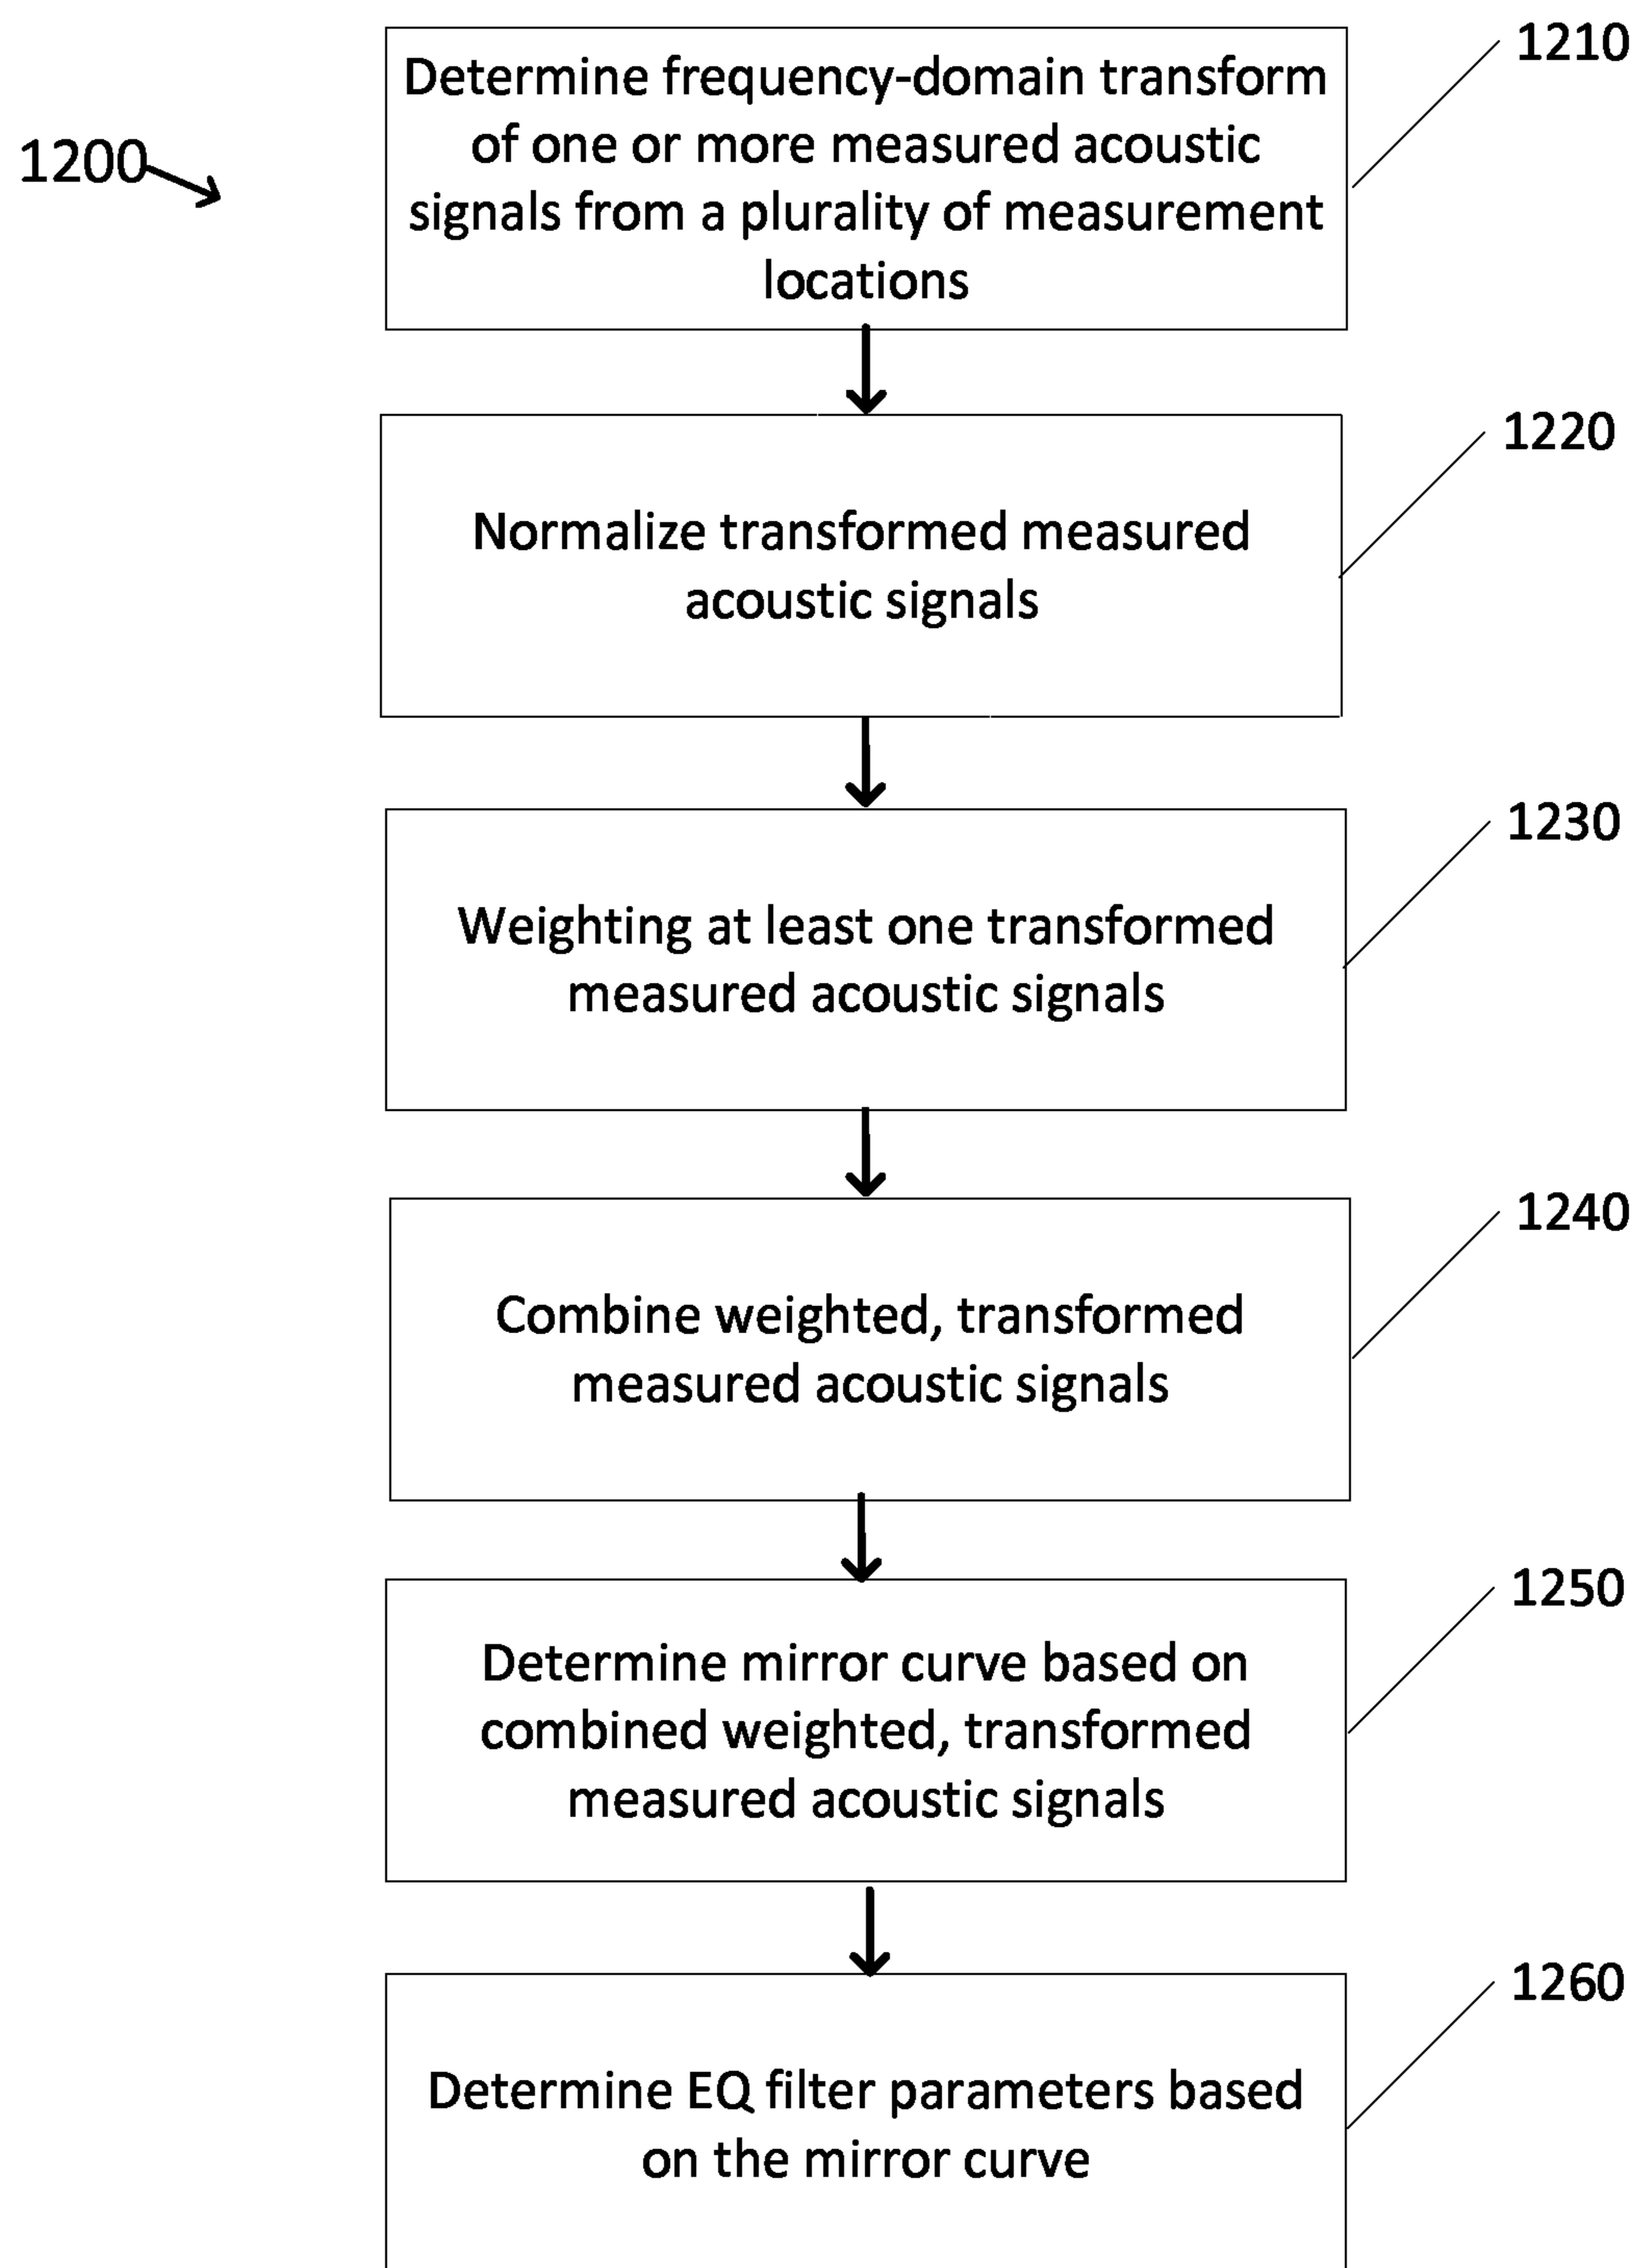 1200
Determine frequency-domain transform
of one or more measured acoustic
signals from a plurality of measurement
locations
1210
Normalize transformed measured
acoustic signals
1220
Weighting at least one transformed
measured acoustic signals
1230
Combine weighted, transformed
measured acoustic signals
1240
Determine mirror curve based on
combined weighted, transformed
measured acoustic signals
1250
Determine EQ filter parameters based
on the mirror curve
1260